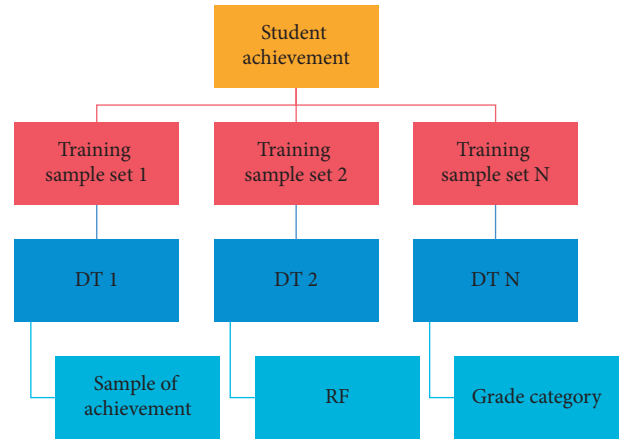 Student
achievement
Training
sample set 1
Training
sample set 2
Training
sample set N
DT 1
DT 2
DT N
Sample of
achievement
RF
Grade category